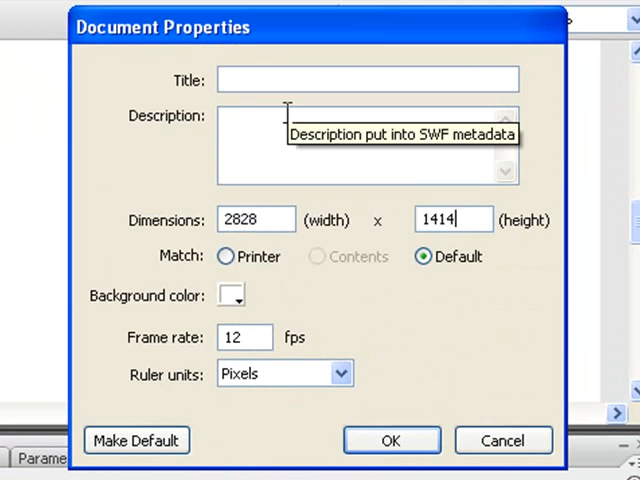 Document Properties
Title:
Description:
Description put into SWF metadata
Dimensions: 2828 (width) x 1414 (height)
Match: Printer Contents Default
Background color:
Frame rate: 12 fps
Ruler units: Pixels
Make Default OK Cancel
Parame